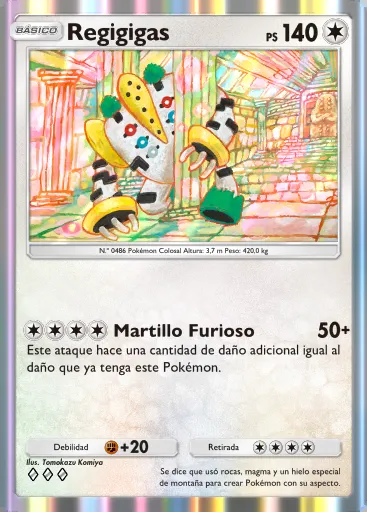 BÁSICO Regigigas PS 140
N.º 0486 Pokémon Colosal Altura: 3,7 m Peso: 420,0 kg
Martillo Furioso 50+
Este ataque hace una cantidad de daño adicional igual al
daño que ya tenga este Pokémon.
Debilidad +20 Retirada
Ilus. Tomokazu Komiya
Se dice que usó rocas, magma y un hielo especial
de montaña para crear Pokémon con su aspecto.